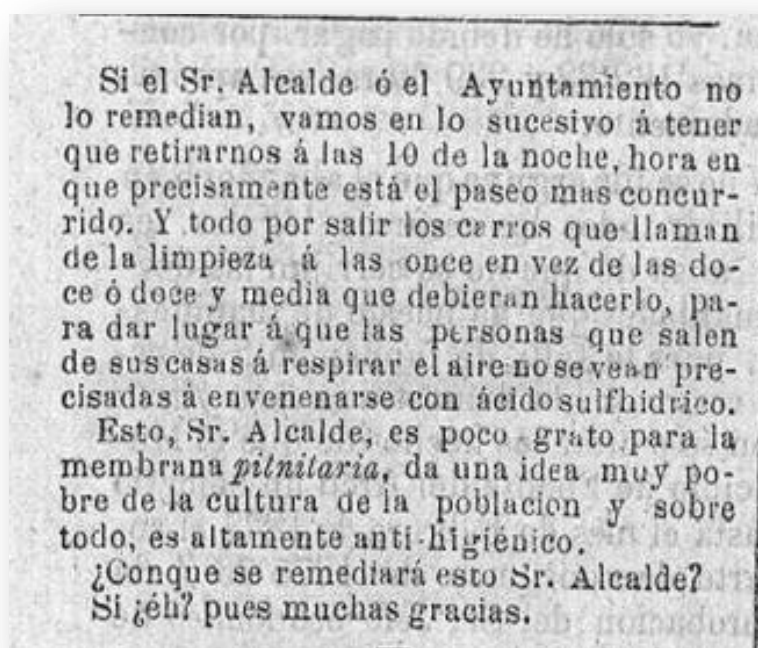 Si el Sr. Alcalde ó el Ayuntamiento no
lo remedian, vamos en lo sucesivo á tener
que retirarnos á las 10 de la noche, hora en
que precisamente está el paseo mas concur-
rido. Y todo por salir los carros que llaman
de la limpieza á las once en vez de las do-
ce ó doce y media que debieran hacerlo, pa-
ra dar lugar á que las personas que salen
de sus casas á respirar el aire no se vean pre-
cisadas á envenenarse con ácido sulfhidrico.
Esto, Sr. Alcalde, es poco grato para la
membrana pitnitaria, da una idea muy po-
bre de la cultura de la poblacion y sobre
todo, es altamente anti-higiénico.
¿Conque se remediará esto Sr. Alcalde?
Si ¿éh? pues muchas gracias.